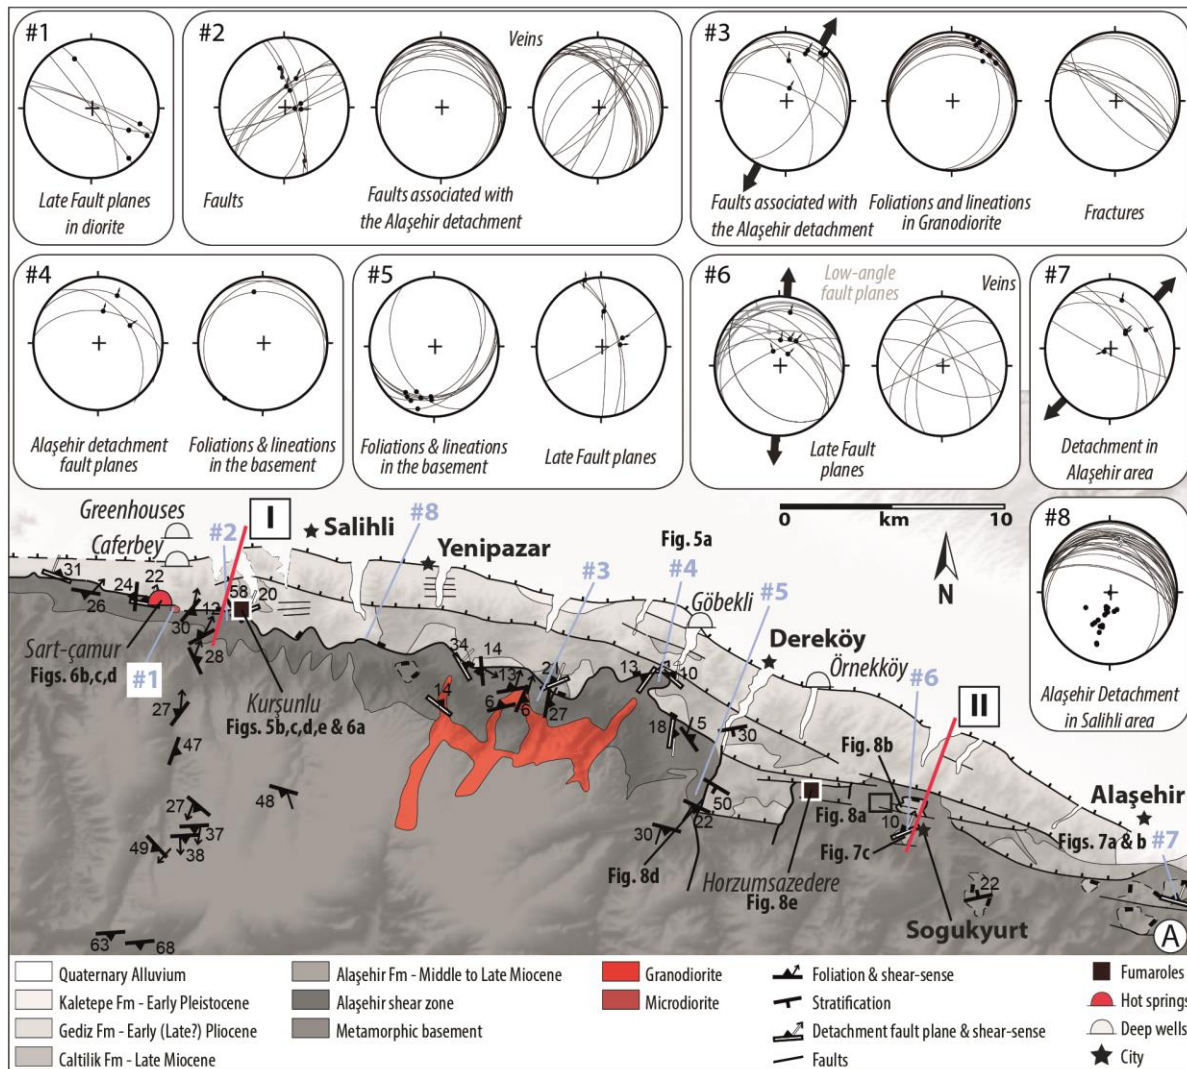 #1
Late Fault planes
in diorite
#2
Veins
Faults
Faults associated with
the Alaşehir detachment
#3
Faults associated with
the Alaşehir detachment
Foliations and lineations
in Granodiorite
Fractures
#4
Alaşehir detachment
fault planes
Foliations & lineations
in the basement
#5
Foliations & lineations
in the basement
Late Fault planes
#6
Low-angle
fault planes
Veins
Late Fault
planes
#7
Detachment in
Alaşehir area
#8
Alaşehir Detachment
in Salihli area
Greenhouses
Caferbey
#2
I
Salihli
#8
Yenipazar
Fig. 5a
#3
#4
Göbekli
#5
Dereköy
Örnekköy
#6
II
0 km 10
N
31
26
24
22
30
12
58
20
28
Sart-çamur
Figs. 6b,c,d
#1
Kurşunlu
Figs. 5b,c,d,e & 6a
27
47
27
37
38
49
48
63
68
34
14
14
13
6
6
2
27
13
10
18
5
30
50
22
30
Fig. 8d
Fig. 8b
Fig. 8a
10
Fig. 7c
Horzumsazedere
Fig. 8e
Sogukyurt
22
Alaşehir
Figs. 7a & b
#7
A
Quaternary Alluvium
Kaletepe Fm - Early Pleistocene
Gediz Fm - Early (Late?) Pliocene
Caltilik Fm - Late Miocene
Alaşehir Fm - Middle to Late Miocene
Alaşehir shear zone
Metamorphic basement
Granodiorite
Microdiorite
Foliation & shear-sense
Stratification
Detachment fault plane & shear-sense
Faults
Fumaroles
Hot springs
Deep wells
City